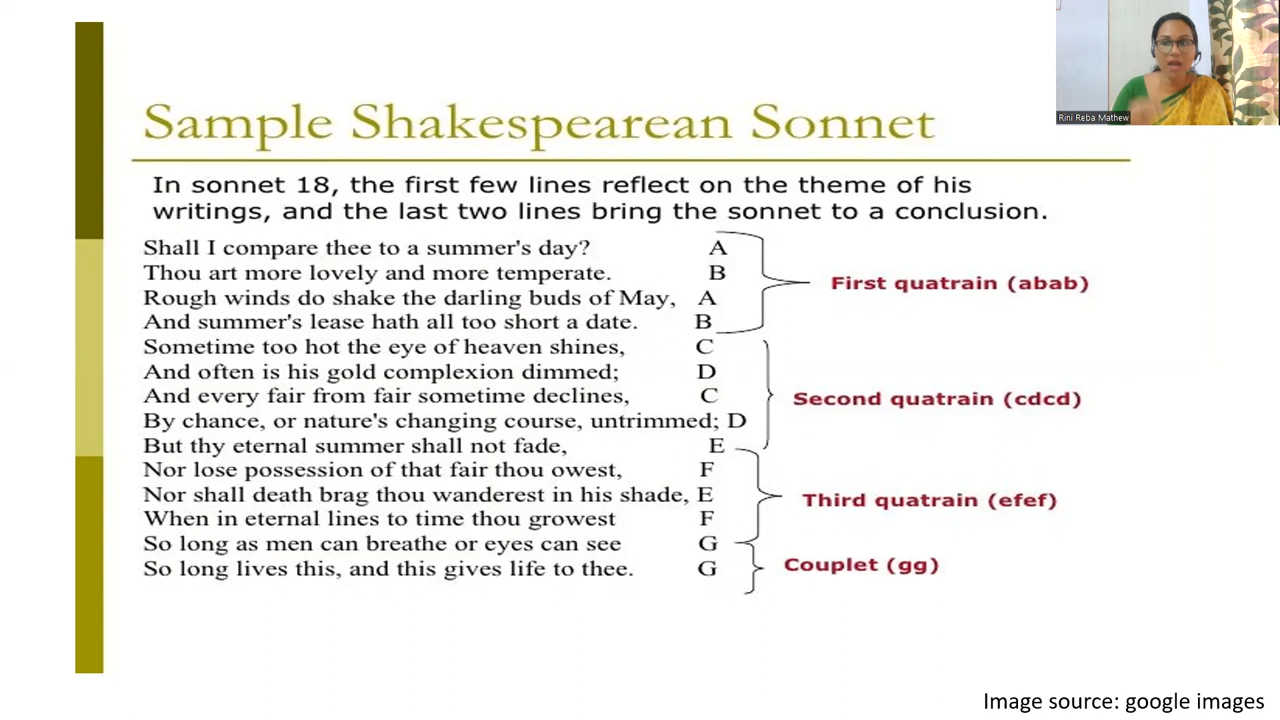 Rini Reba Mathew
Sample Shakespearean Sonnet
In sonnet 18, the first few lines reflect on the theme of his
writings, and the last two lines bring the sonnet to a conclusion.
Shall I compare thee to a summer's day? A
Thou art more lovely and more temperate. B
Rough winds do shake the darling buds of May, A
And summer's lease hath all too short a date. B
First quatrain (abab)
Sometime too hot the eye of heaven shines, C
And often is his gold complexion dimmed; D
And every fair from fair sometime declines, C
By chance, or nature's changing course, untrimmed; D
Second quatrain (cdcd)
But thy eternal summer shall not fade, E
Nor lose possession of that fair thou owest, F
Nor shall death brag thou wanderest in his shade, E
When in eternal lines to time thou growest F
Third quatrain (efef)
So long as men can breathe or eyes can see G
So long lives this, and this gives life to thee. G
Couplet (gg)
Image source: google images